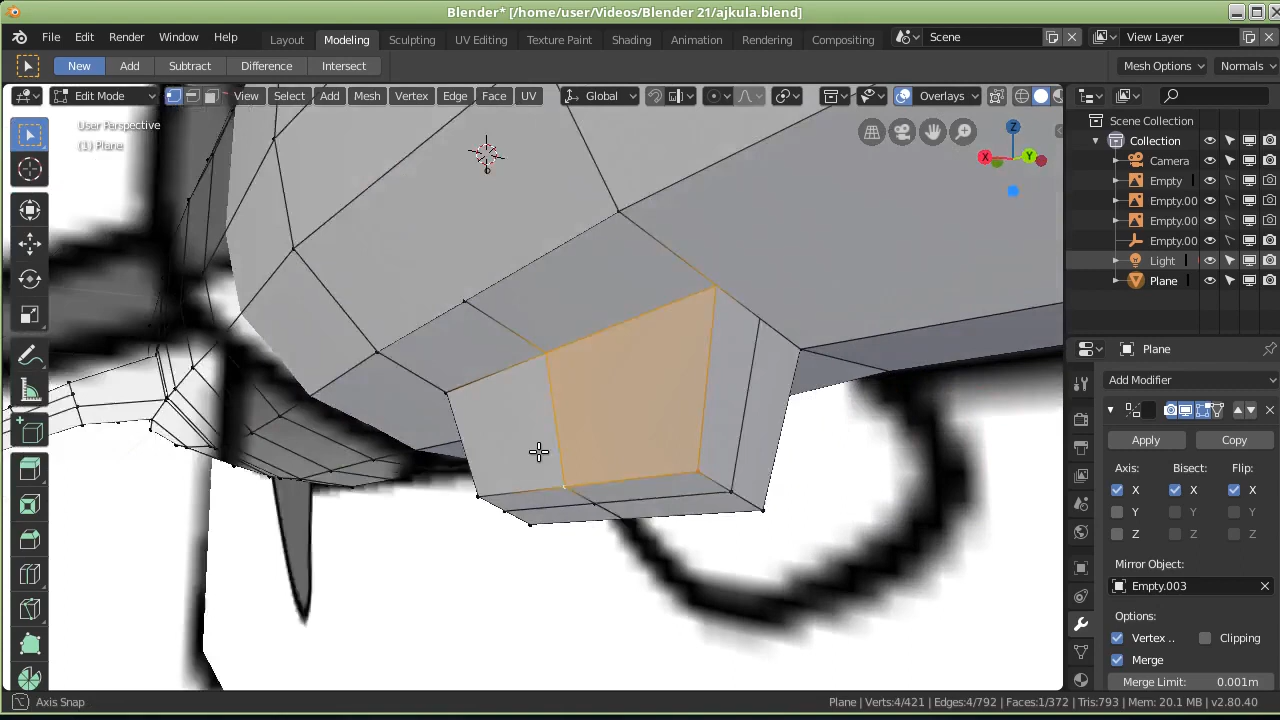 Blender* [/home/user/Videos/Blender 21/ajkula.blend]
File Edit Render Window Help Layout Modeling Sculpting UV Editing Texture Paint Shading Animation Rendering Compositing Scene View Layer
New Add Subtract Difference Intersect Mesh Options Normals
Edit Mode View Select Add Mesh Vertex Edge Face UV Global Overlays
User Perspective
(1) Plane
Z
X
Y
Scene Collection
Collection
Camera
Empty
Empty.00
Empty.00
Empty.00
Light
Plane
Plane
Add Modifier
Apply Copy
Axis: Bisect: Flip:
X X X
Y Y Y
Z Z Z
Mirror Object:
Empty.003
Options:
Vertex .. Clipping
Merge
Merge Limit: 0.001m
Axis Snap Plane | Verts:4/421 | Edges:4/792 | Faces:1/372 | Tris:793 | Mem: 20.1 MB | v2.80.40